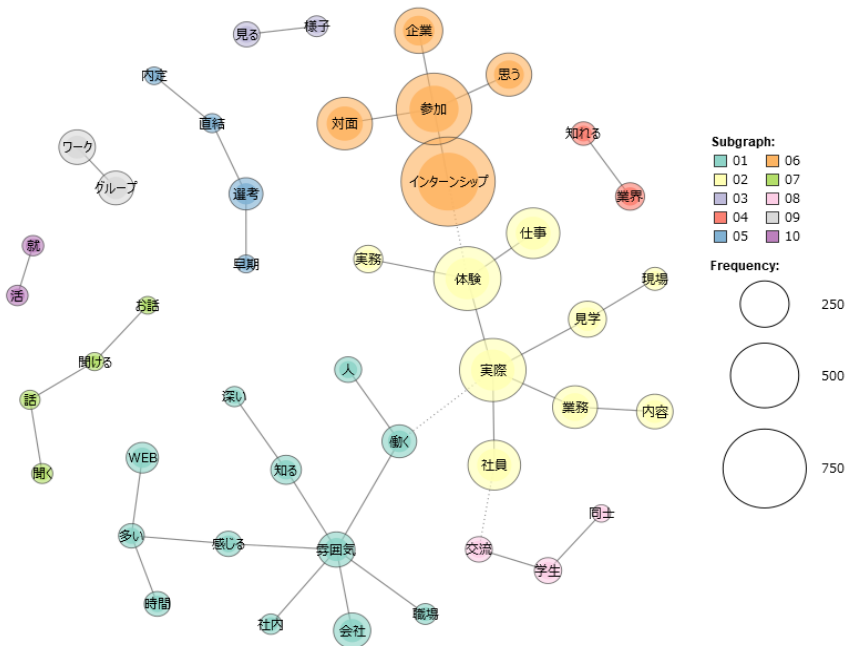 企業
様子
見る
思う
内定
参加
対面
直結
知れる
ワーク
インターンシップ
グループ
選考
業界
仕事
就
実務
早期
体験
現場
活
お話
見学
聞ける
人
実際
深い
話
業務
内容
働く
WEB
知る
社員
聞く
同士
多い
感じる
雰囲気
交流
学生
時間
職場
社内
会社
Subgraph:
01 06
02 07
03 08
04 09
05 10
Frequency:
250
500
750